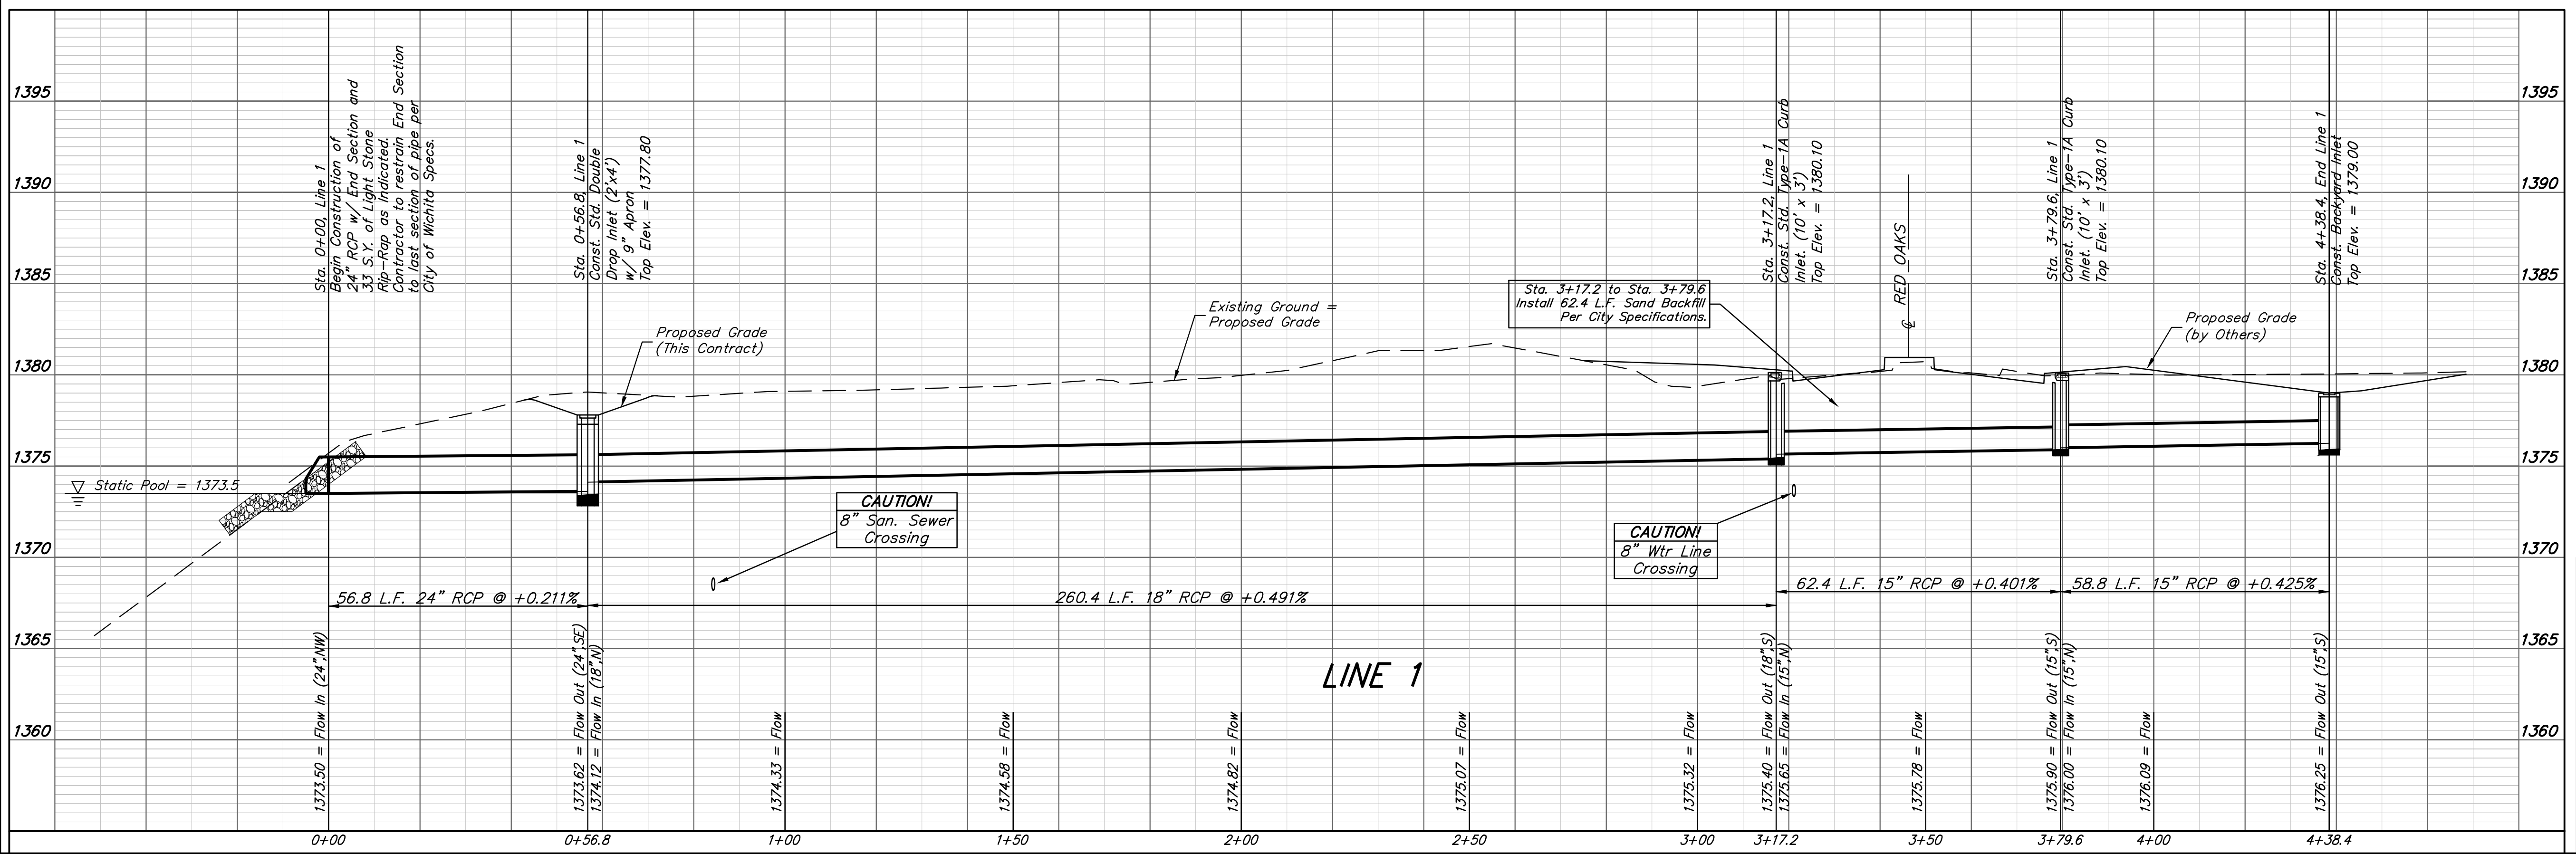 1395
1390
1385
1380
1375
1370
1365
1360
Sta. 0+00, Line 1
Begin Construction of
24" RCP w/ End Section and
33 S.Y. of Light Stone
Rip-Rap as Indicated.
Contractor to restrain End Section
to last section of pipe per
City of Wichita Specs.
Sta. 0+56.8, Line 1
Const. Std. Double
Drop Inlet (2'x4')
w/ 9" Apron
Top Elev. = 1377.80
Sta. 3+17.2, Line 1
Const. Std. Type-1A Curb
Inlet. (10' x 3')
Top Elev. = 1380.10
RED OAKS
℄
Sta. 3+79.6, Line 1
Const. Std. Type-1A Curb
Inlet. (10' x 3')
Top Elev. = 1380.10
Sta. 4+38.4, End Line 1
Const. Backyard Inlet
Top Elev. = 1379.00
Proposed Grade
(This Contract)
Existing Ground =
Proposed Grade
Sta. 3+17.2 to Sta. 3+79.6
Install 62.4 L.F. Sand Backfill
Per City Specifications.
Proposed Grade
(by Others)
Static Pool = 1373.5
CAUTION!
8" San. Sewer
Crossing
CAUTION!
8" Wtr Line
Crossing
56.8 L.F. 24" RCP @ +0.211%
260.4 L.F. 18" RCP @ +0.491%
62.4 L.F. 15" RCP @ +0.401%
58.8 L.F. 15" RCP @ +0.425%
LINE 1
1373.50 = Flow In (24",NW)
1373.62 = Flow Out (24",SE)
1374.12 = Flow In (18",N)
1374.33 = Flow
1374.58 = Flow
1374.82 = Flow
1375.07 = Flow
1375.32 = Flow
1375.40 = Flow Out (18",S)
1375.65 = Flow In (15",N)
1375.78 = Flow
1375.90 = Flow Out (15",S)
1376.00 = Flow In (15",N)
1376.09 = Flow
1376.25 = Flow Out (15",S)
0+00
0+56.8
1+00
1+50
2+00
2+50
3+00
3+17.2
3+50
3+79.6
4+00
4+38.4
1395
1390
1385
1380
1375
1370
1365
1360